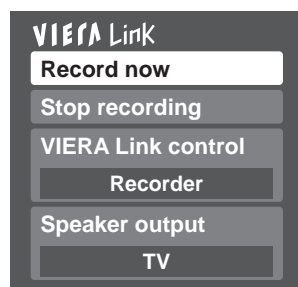 VIERA Link
Record now
Stop recording
VIERA Link control
Recorder
Speaker output
TV